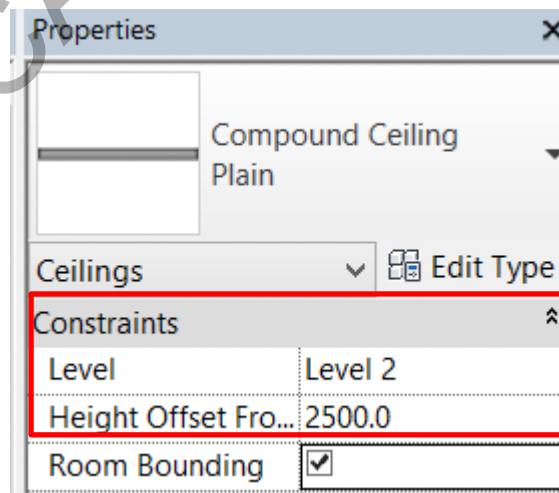 Properties
Compound Ceiling
Plain
Ceilings Edit Type
Constraints
Level Level 2
Height Offset Fro... 2500.0
Room Bounding